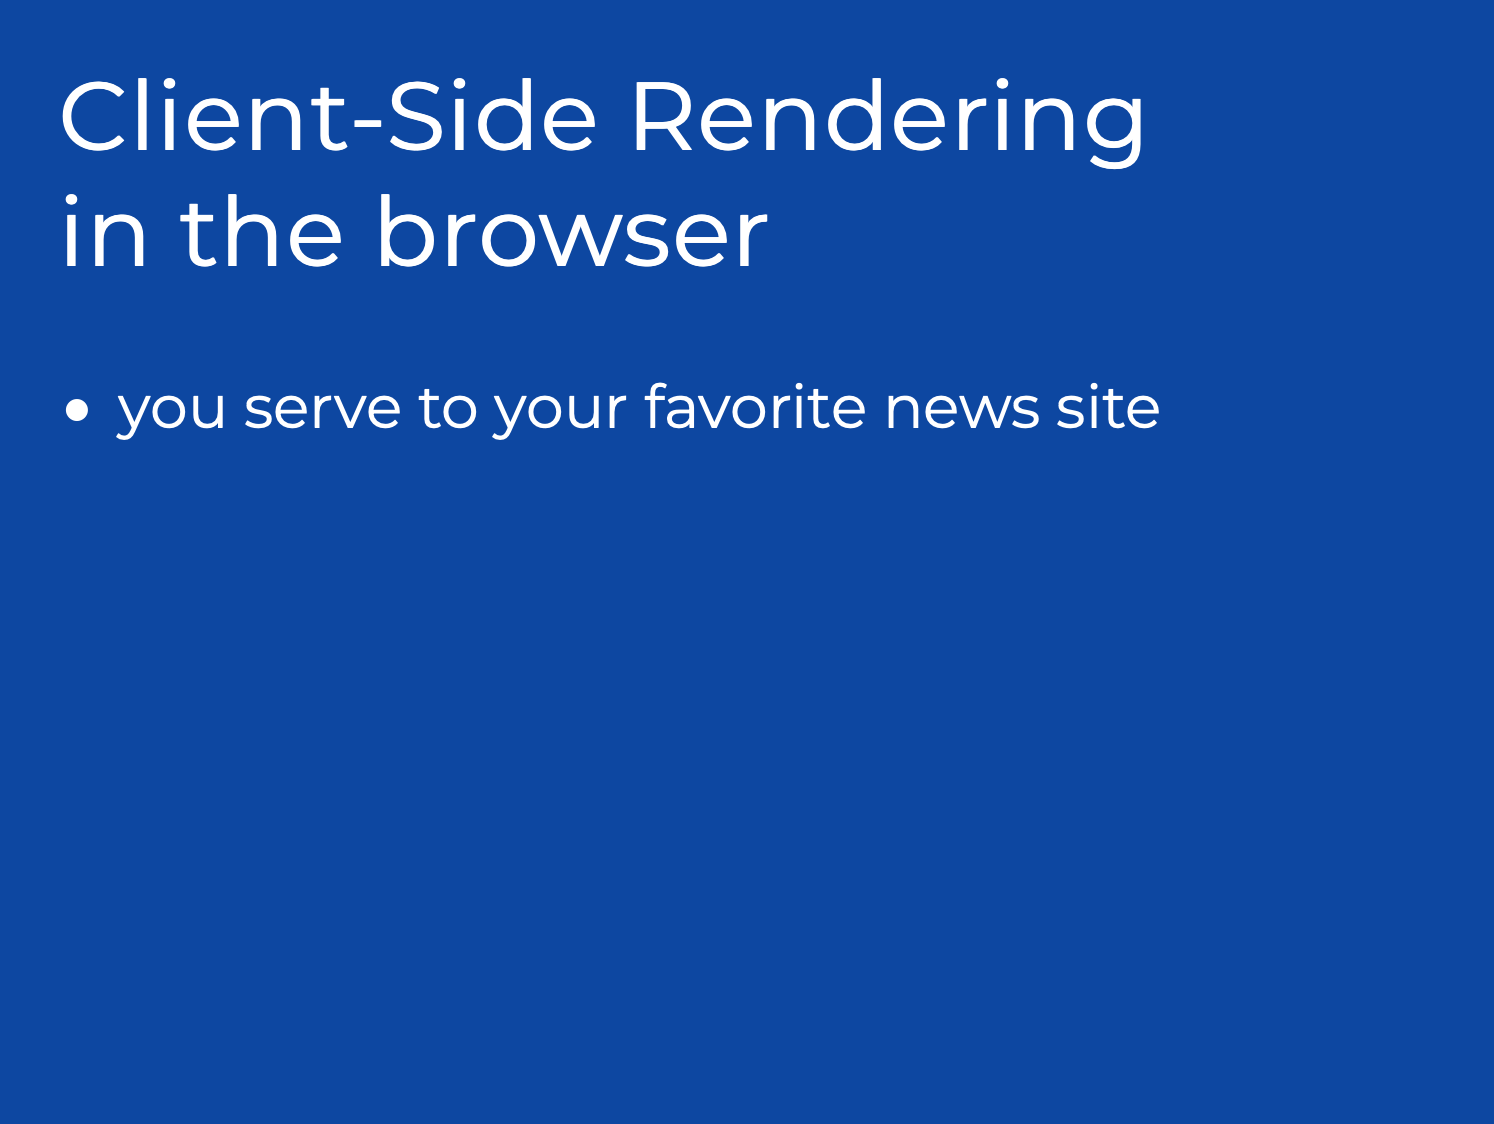 Client-Side Rendering
in the browser
• you serve to your favorite news site